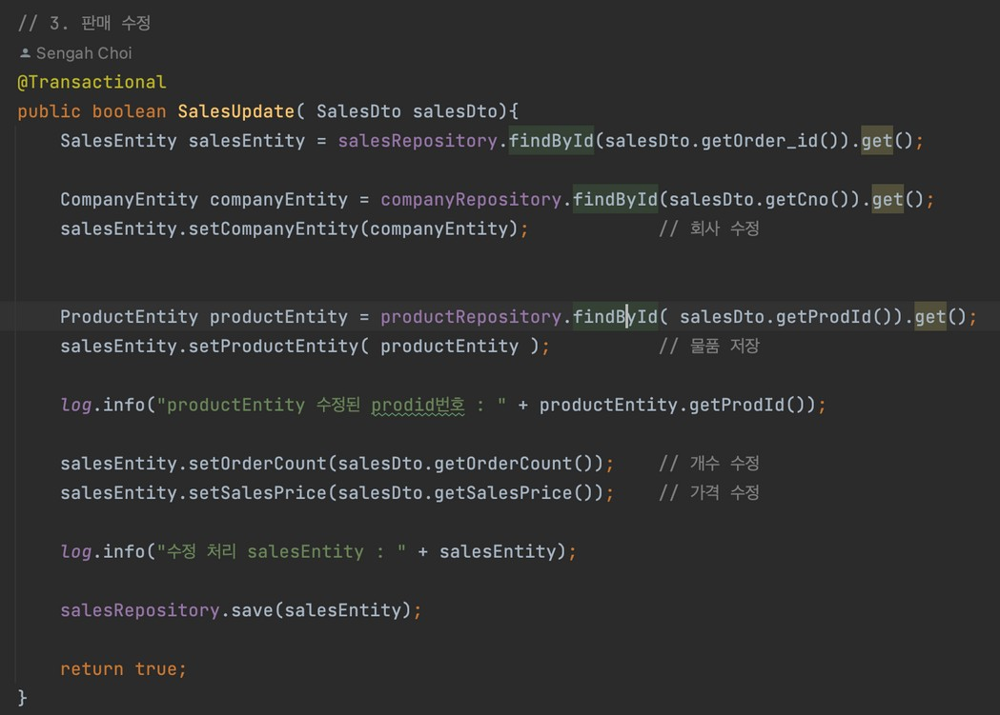 // 3. 판매 수정
Sengah Choi
@Transactional
public boolean SalesUpdate( SalesDto salesDto){
SalesEntity salesEntity = salesRepository.findById(salesDto.getOrder_id()).get();
CompanyEntity companyEntity = companyRepository.findById(salesDto.getCno()).get();
salesEntity.setCompanyEntity(companyEntity); // 회사 수정
ProductEntity productEntity = productRepository.findById( salesDto.getProdId()).get();
salesEntity.setProductEntity( productEntity ); // 물품 저장
log.info("productEntity 수정된 prodid번호 : " + productEntity.getProdId());
salesEntity.setOrderCount(salesDto.getOrderCount()); // 개수 수정
salesEntity.setSalesPrice(salesDto.getSalesPrice()); // 가격 수정
log.info("수정 처리 salesEntity : " + salesEntity);
salesRepository.save(salesEntity);
return true;
}